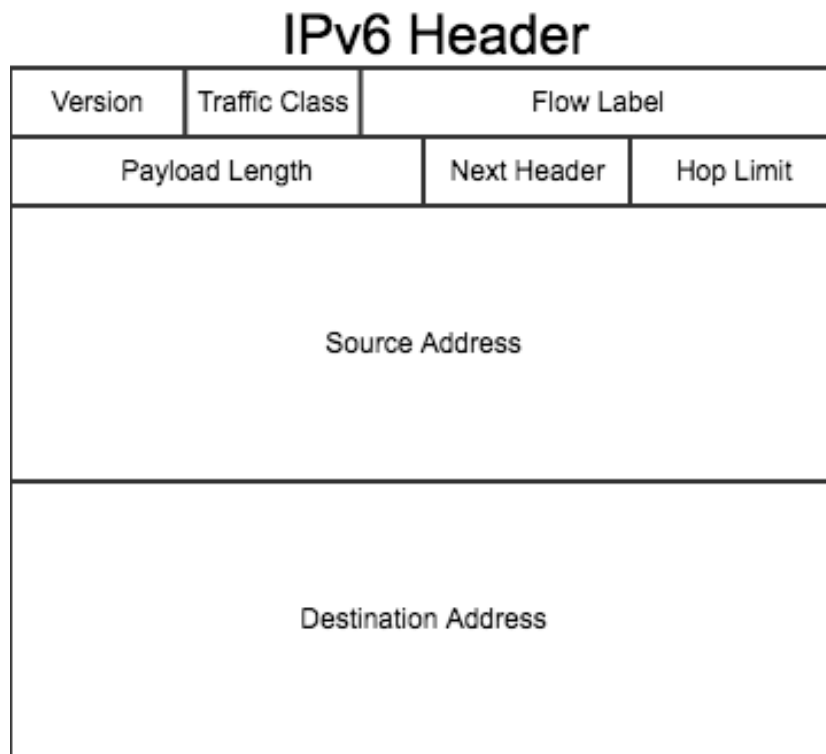 IPv6 Header
Version Traffic Class Flow Label
Payload Length Next Header Hop Limit
Source Address
Destination Address